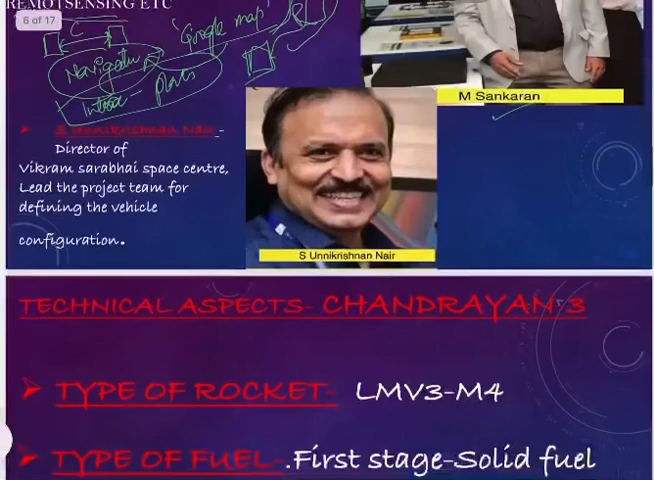 REMOTSENSING ETC
6 of 17
'Google map'
M Sankaran
S Unnikrishnan Nair -
Director of
Vikram sarabhai space centre,
Lead the project team for
defining the vehicle
configuration.
S Unnikrishnan Nair
TECHNICAL ASPECTS- CHANDRAYAN-3
TYPE OF ROCKET- LMV3-M4
TYPE OF FUEL-.First stage-Solid fuel